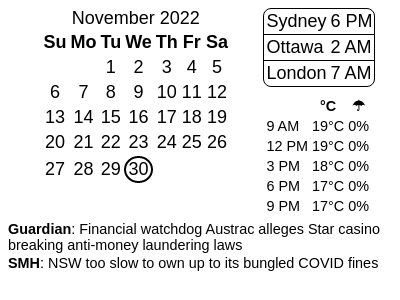 November 2022
Su Mo Tu We Th Fr Sa
1 2 3 4 5
6 7 8 9 10 11 12
13 14 15 16 17 18 19
20 21 22 23 24 25 26
27 28 29 30
Sydney 6 PM
Ottawa 2 AM
London 7 AM
°C ☂
9 AM 19°C 0%
12 PM 19°C 0%
3 PM 18°C 0%
6 PM 17°C 0%
9 PM 17°C 0%
Guardian: Financial watchdog Austrac alleges Star casino
breaking anti-money laundering laws
SMH: NSW too slow to own up to its bungled COVID fines